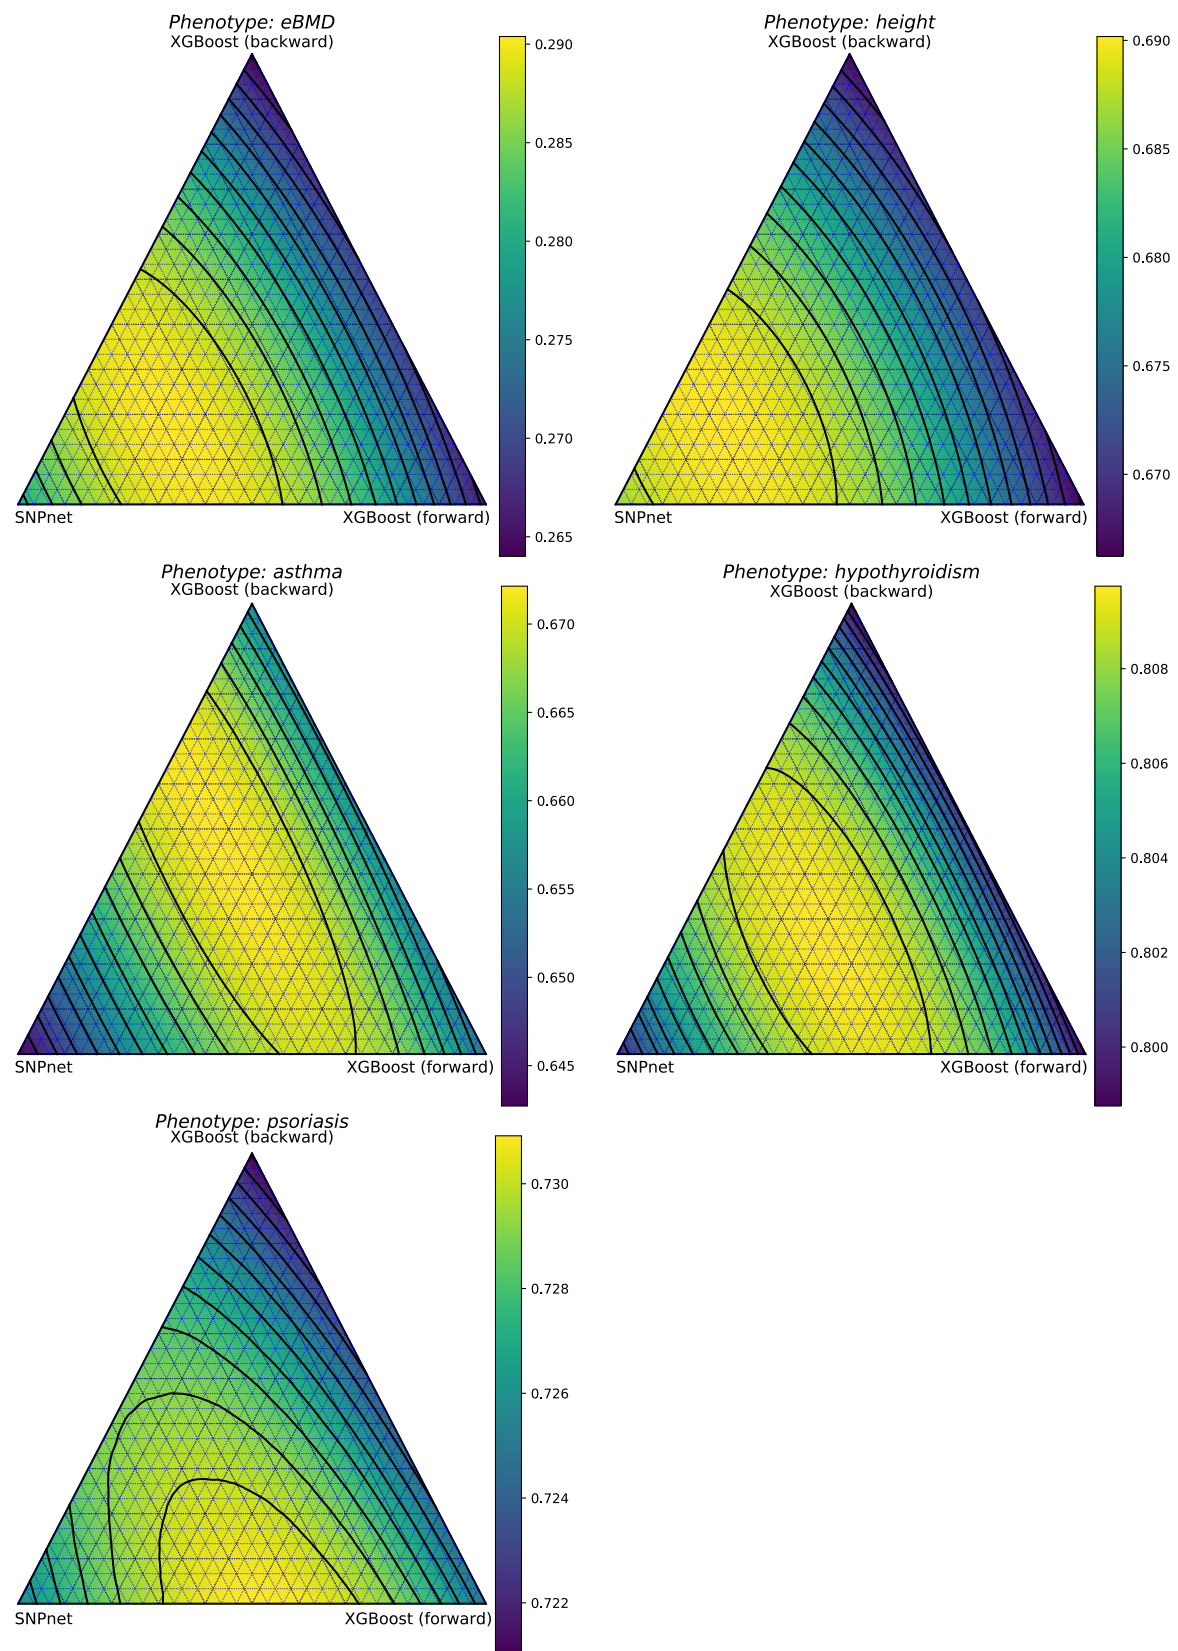 Phenotype: eBMD
XGBoost (backward)
0.290
0.285
0.280
0.275
0.270
0.265
SNPnet
XGBoost (forward)
Phenotype: height
XGBoost (backward)
0.690
0.685
0.680
0.675
0.670
SNPnet
XGBoost (forward)
Phenotype: asthma
XGBoost (backward)
0.670
0.665
0.660
0.655
0.650
0.645
SNPnet
XGBoost (forward)
Phenotype: hypothyroidism
XGBoost (backward)
0.808
0.806
0.804
0.802
0.800
SNPnet
XGBoost (forward)
Phenotype: psoriasis
XGBoost (backward)
0.730
0.728
0.726
0.724
0.722
SNPnet
XGBoost (forward)